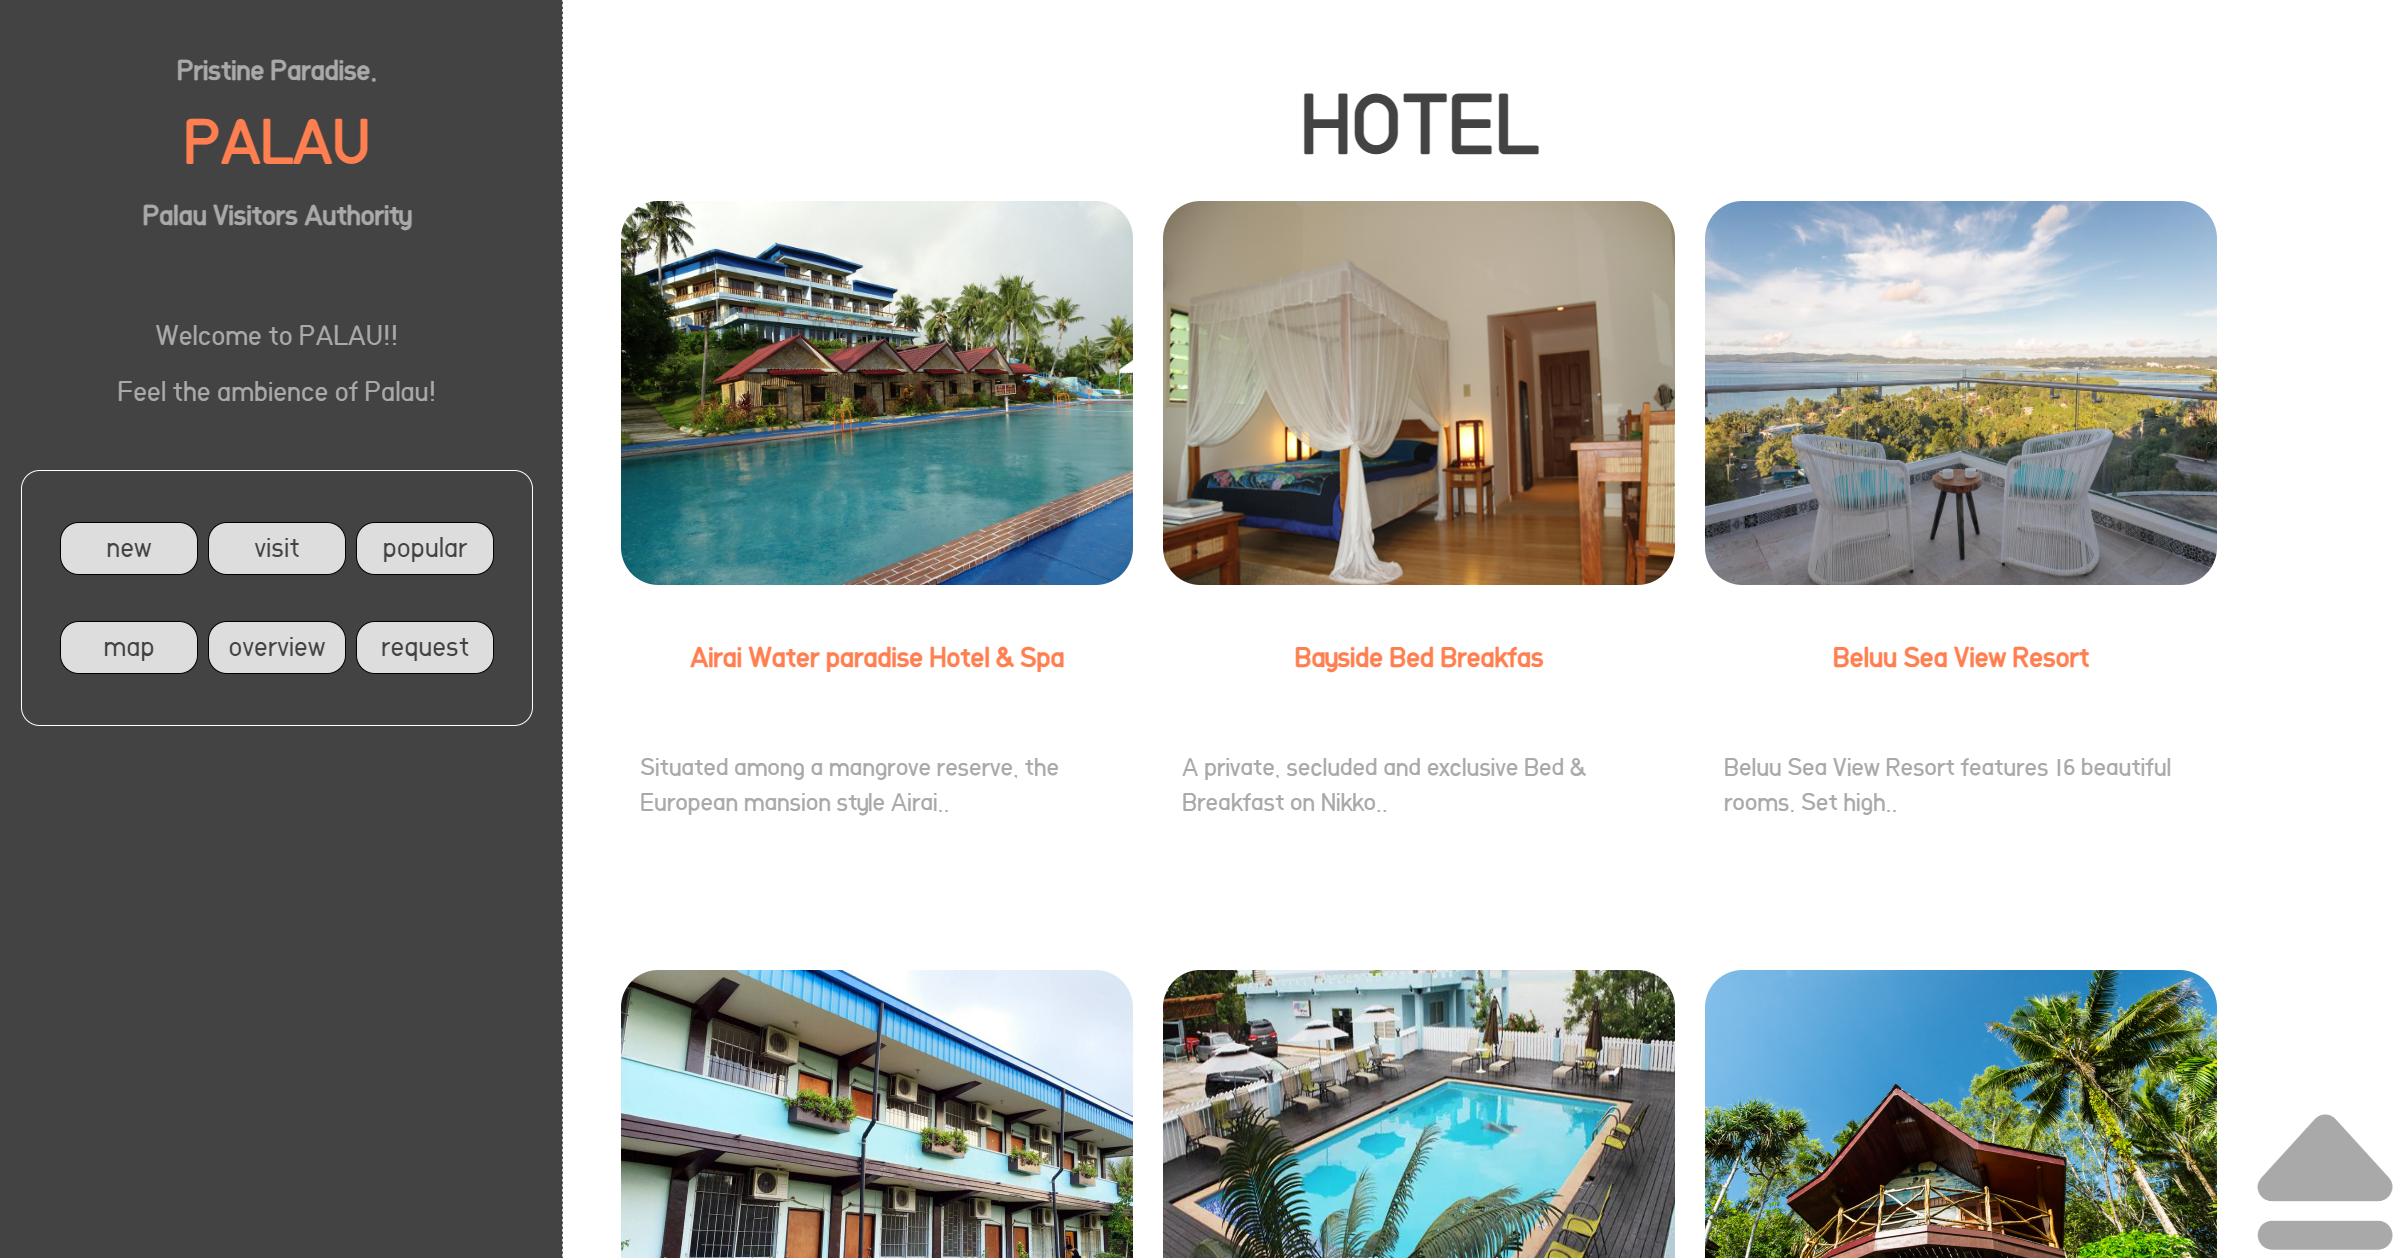 Pristine Paradise.
PALAU
Palau Visitors Authority
Welcome to PALAU!!
Feel the ambience of Palau!
new
visit
popular
map
overview
request
HOTEL
Airai Water paradise Hotel & Spa
Situated among a mangrove reserve, the
European mansion style Airai..
Bayside Bed Breakfas
A private, secluded and exclusive Bed &
Breakfast on Nikko..
Beluu Sea View Resort
Beluu Sea View Resort features 16 beautiful
rooms. Set high..